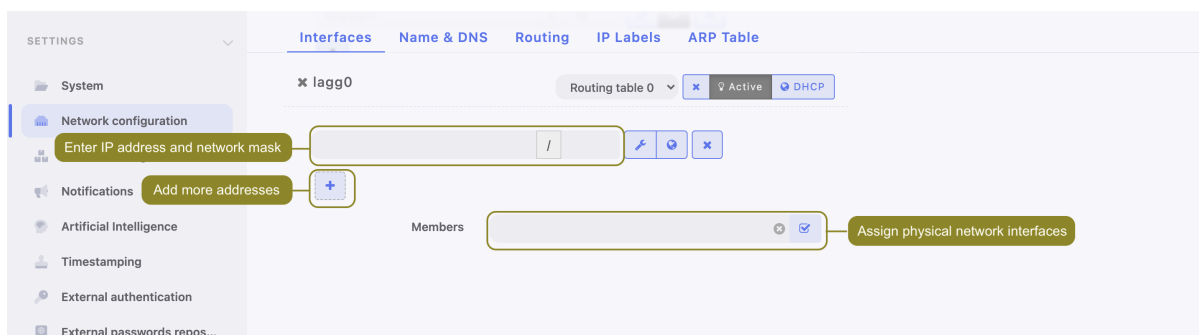 SETTINGS
Interfaces Name & DNS Routing IP Labels ARP Table
System
lagg0
Routing table 0
Active
DHCP
Network configuration
Enter IP address and network mask
/
Notifications
Add more addresses
+
Artificial Intelligence
Members
Assign physical network interfaces
Timestamping
External authentication
External passwords repos...